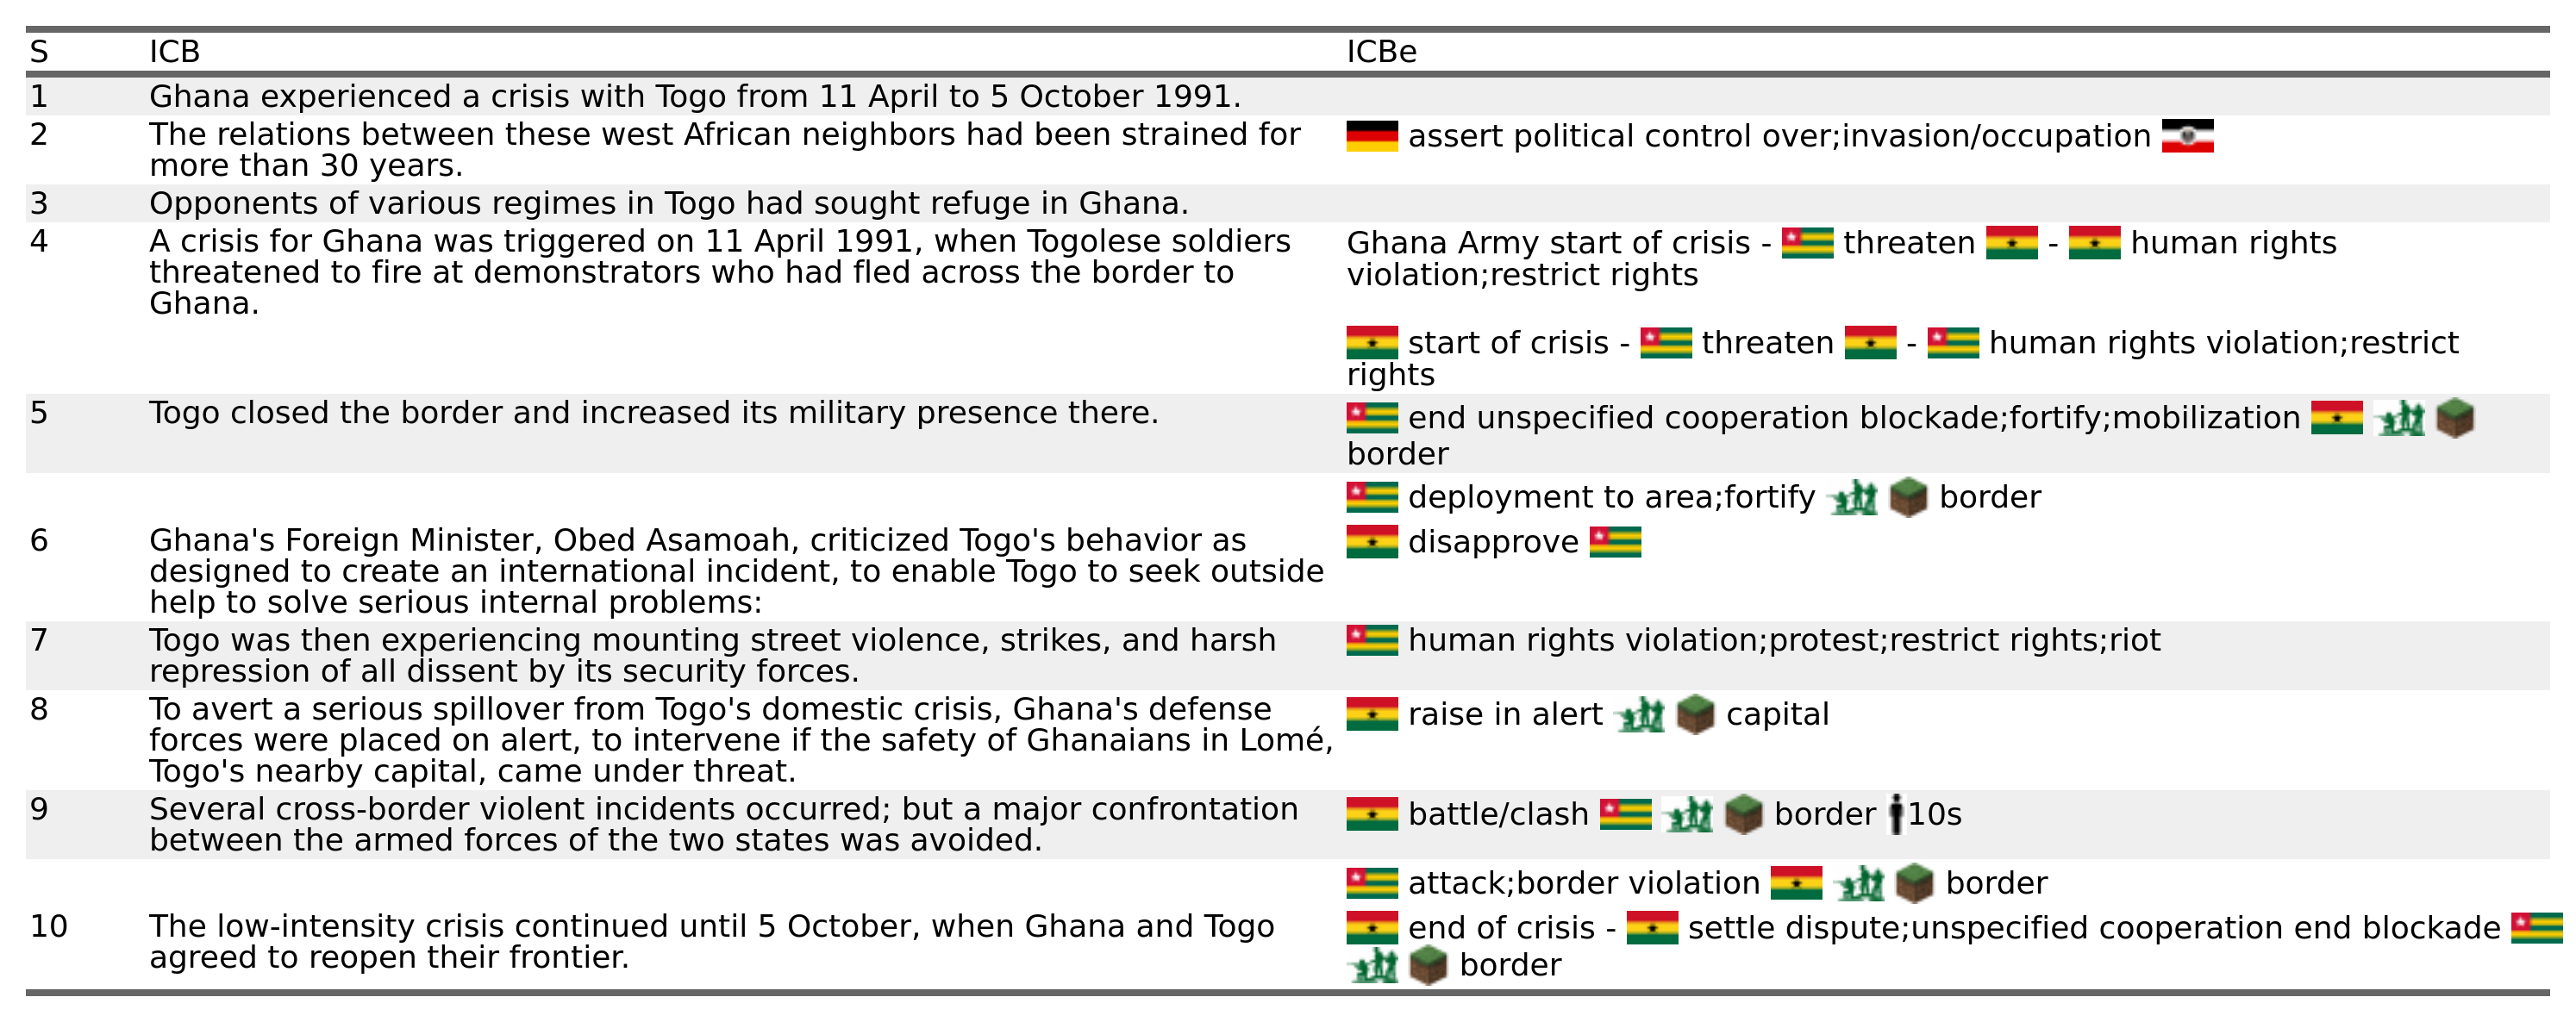 S ICB ICBe
1 Ghana experienced a crisis with Togo from 11 April to 5 October 1991.
2 The relations between these west African neighbors had been strained for
more than 30 years.
assert political control over;invasion/occupation
3 Opponents of various regimes in Togo had sought refuge in Ghana.
4 A crisis for Ghana was triggered on 11 April 1991, when Togolese soldiers
threatened to fire at demonstrators who had fled across the border to
Ghana.
Ghana Army start of crisis - threaten - human rights
violation;restrict rights
start of crisis - threaten - human rights violation;restrict
rights
5 Togo closed the border and increased its military presence there.
end unspecified cooperation blockade;fortify;mobilization
border
deployment to area;fortify border
6 Ghana's Foreign Minister, Obed Asamoah, criticized Togo's behavior as
designed to create an international incident, to enable Togo to seek outside
help to solve serious internal problems:
disapprove
7 Togo was then experiencing mounting street violence, strikes, and harsh
repression of all dissent by its security forces.
human rights violation;protest;restrict rights;riot
8 To avert a serious spillover from Togo's domestic crisis, Ghana's defense
forces were placed on alert, to intervene if the safety of Ghanaians in Lomé,
Togo's nearby capital, came under threat.
raise in alert capital
9 Several cross-border violent incidents occurred; but a major confrontation
between the armed forces of the two states was avoided.
battle/clash border 10s
attack;border violation border
10 The low-intensity crisis continued until 5 October, when Ghana and Togo
agreed to reopen their frontier.
end of crisis - settle dispute;unspecified cooperation end blockade
border